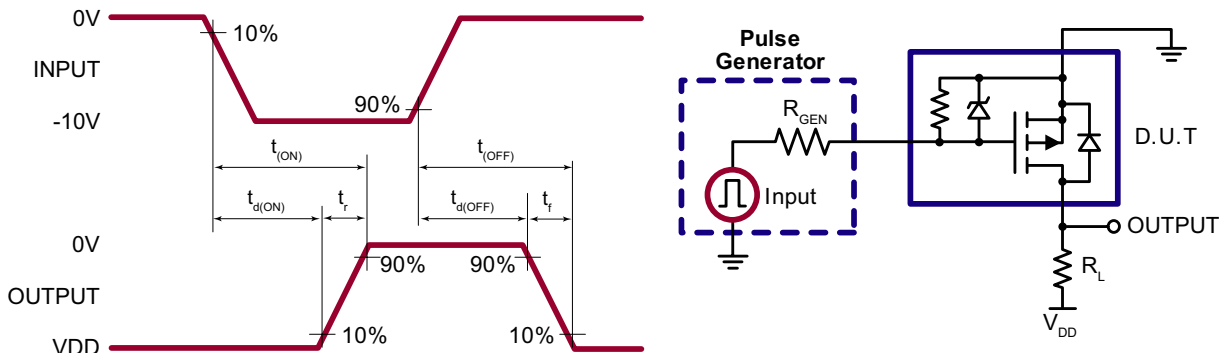 0V
10%
INPUT
90%
-10V
t(ON)
t(OFF)
td(ON)
tr
td(OFF)
tf
0V
90%
90%
OUTPUT
10%
10%
VDD
Pulse
Generator
RGEN
Input
D.U.T
OUTPUT
RL
VDD